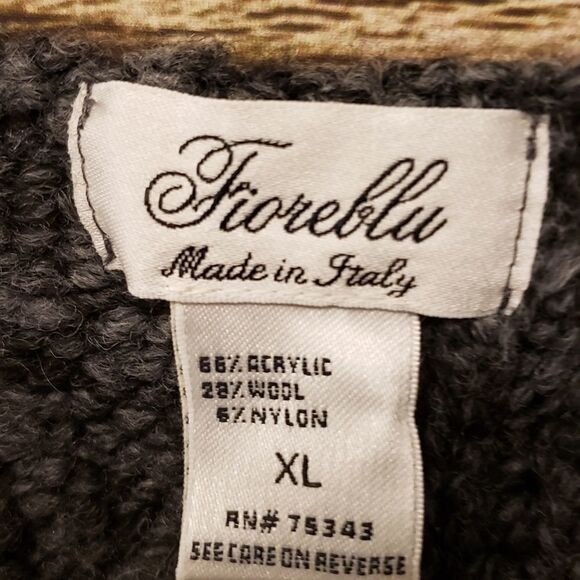 Fioreblu
Made in Italy
66% ACRYLIC
28% WOOL
6% NYLON
XL
RN# 75343
SEE CARE ON REVERSE